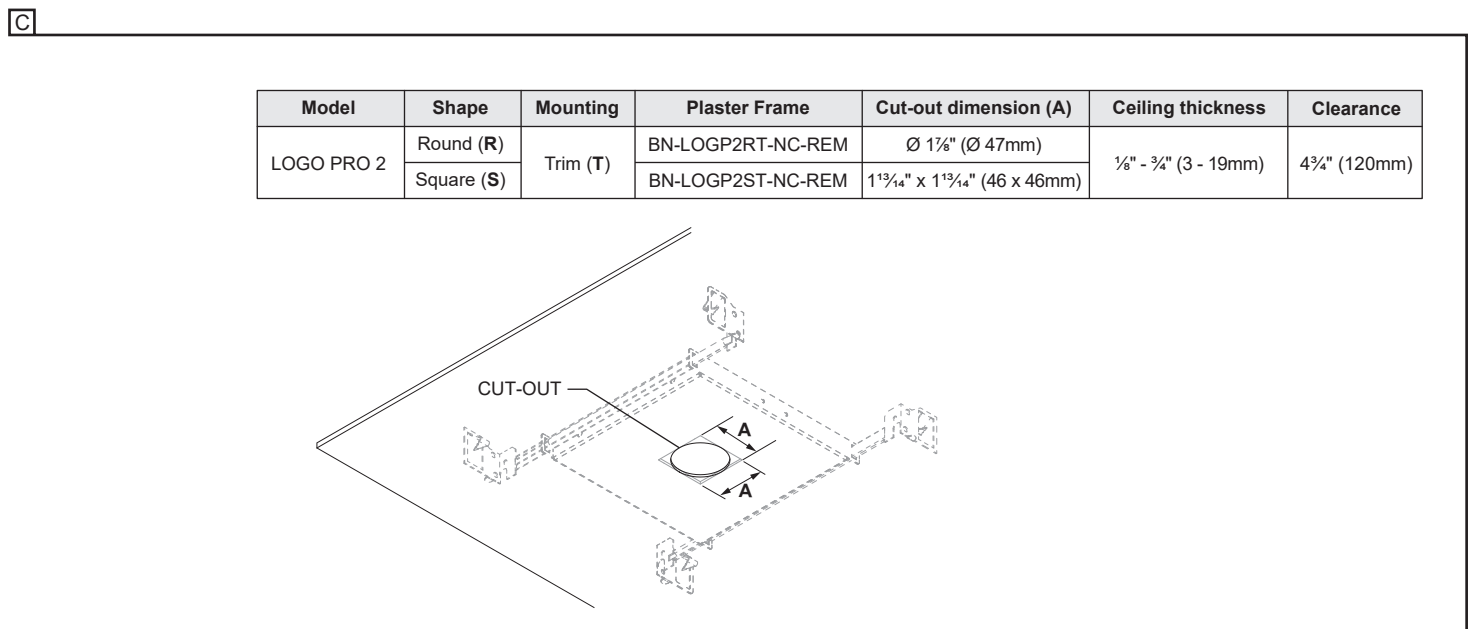 C
Model Shape Mounting Plaster Frame Cut-out dimension (A) Ceiling thickness Clearance
LOGO PRO 2 Round (R) Trim (T) BN-LOGP2RT-NC-REM Ø 1⅞" (Ø 47mm) ⅛" - ¾" (3 - 19mm) 4¾" (120mm)
Square (S) BN-LOGP2ST-NC-REM 1¹³⁄₁₄" x 1¹³⁄₁₄" (46 x 46mm)
CUT-OUT
A
A